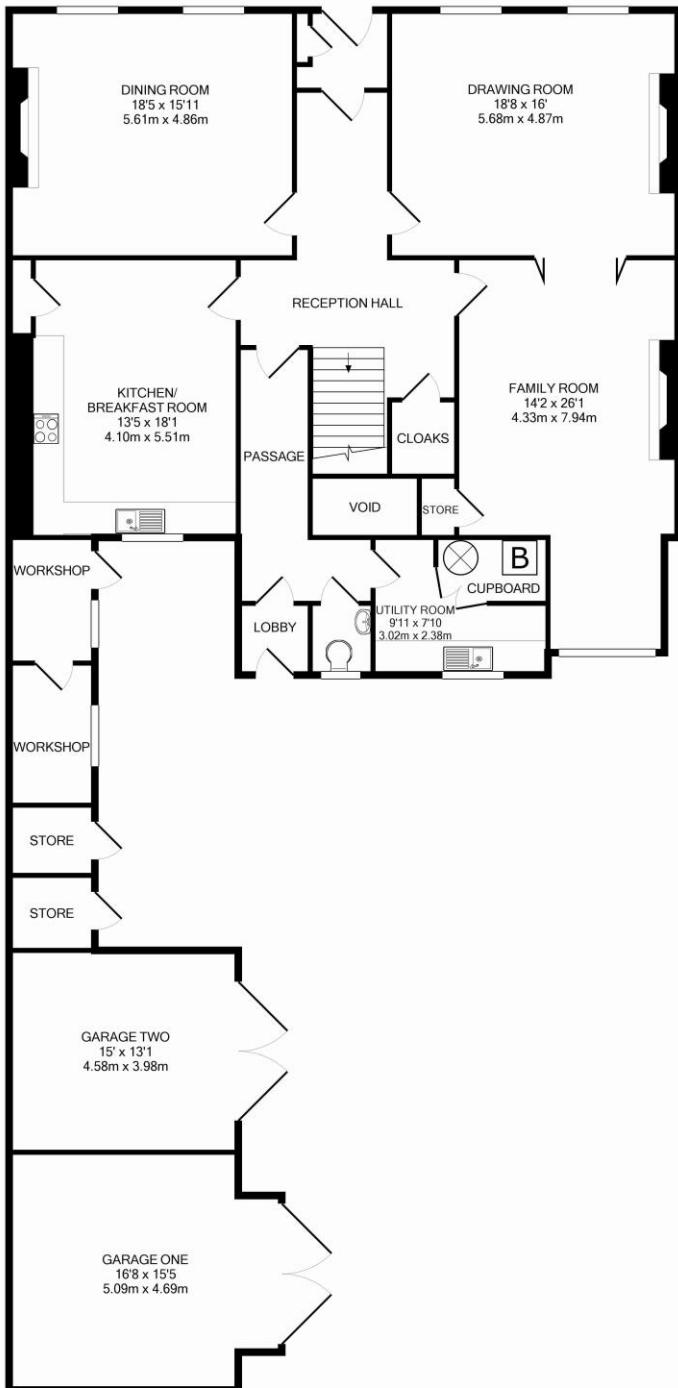 DINING ROOM
18'5 x 15'11
5.61m x 4.86m
DRAWING ROOM
18'8 x 16'
5.68m x 4.87m
RECEPTION HALL
KITCHEN/
BREAKFAST ROOM
13'5 x 18'1
4.10m x 5.51m
FAMILY ROOM
14'2 x 26'1
4.33m x 7.94m
CLOAKS
PASSAGE
VOID
STORE
WORKSHOP
B
CUPBOARD
LOBBY
UTILITY ROOM
9'11 x 7'10
3.02m x 2.38m
WORKSHOP
STORE
STORE
GARAGE TWO
15' x 13'1
4.58m x 3.98m
GARAGE ONE
16'8 x 15'5
5.09m x 4.69m